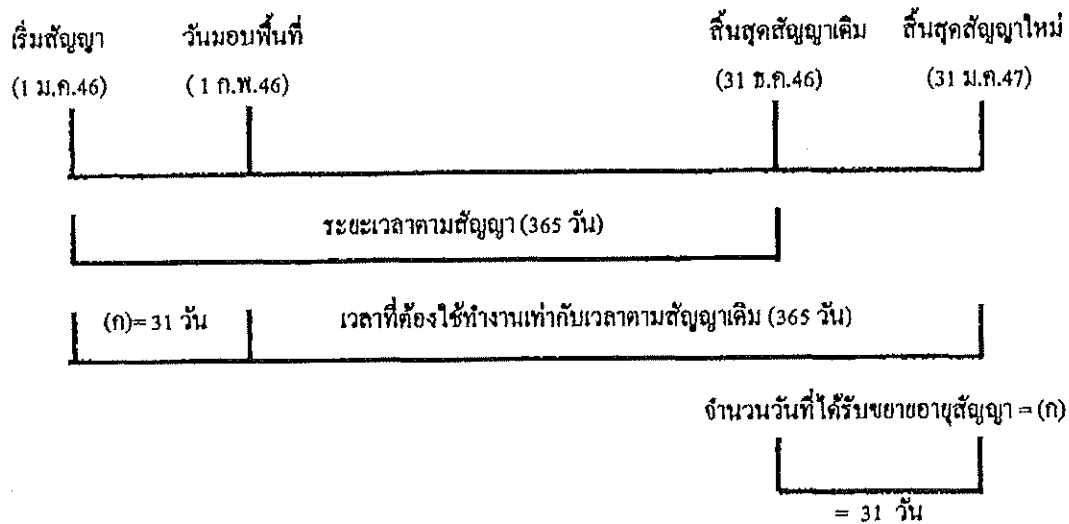 เริ่มสัญญา วันมอบพื้นที่ สิ้นสุดสัญญาเดิม สิ้นสุดสัญญาใหม่
(1 ม.ค.46) ( 1 ก.พ.46) (31 ธ.ค.46) (31 ม.ค.47)
ระยะเวลาตามสัญญา (365 วัน)
(ก)= 31 วัน เวลาที่ต้องใช้ทำงานเท่ากับเวลาตามสัญญาเดิม (365 วัน)
จำนวนวันที่ได้รับขยายอายุสัญญา = (ก)
= 31 วัน